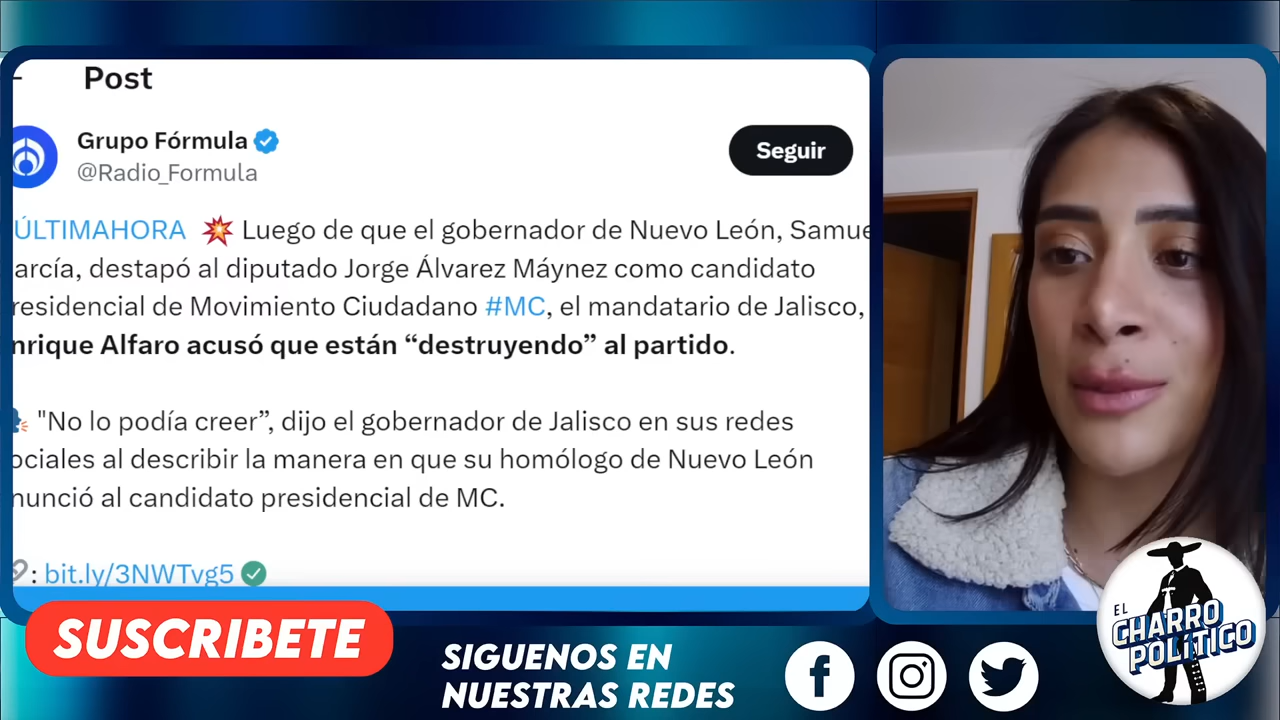 Post
Grupo Fórmula
@Radio_Formula
Seguir
ÚLTIMAHORA 💥 Luego de que el gobernador de Nuevo León, Samue
arcía, destapó al diputado Jorge Álvarez Máynez como candidato
residencial de Movimiento Ciudadano #MC, el mandatario de Jalisco,
nrique Alfaro acusó que están “destruyendo” al partido.
"No lo podía creer”, dijo el gobernador de Jalisco en sus redes
ociales al describir la manera en que su homólogo de Nuevo León
nunció al candidato presidencial de MC.
: bit.ly/3NWTvg5
SUSCRIBETE
SIGUENOS EN
NUESTRAS REDES
EL
CHARRO
POLÍTICO